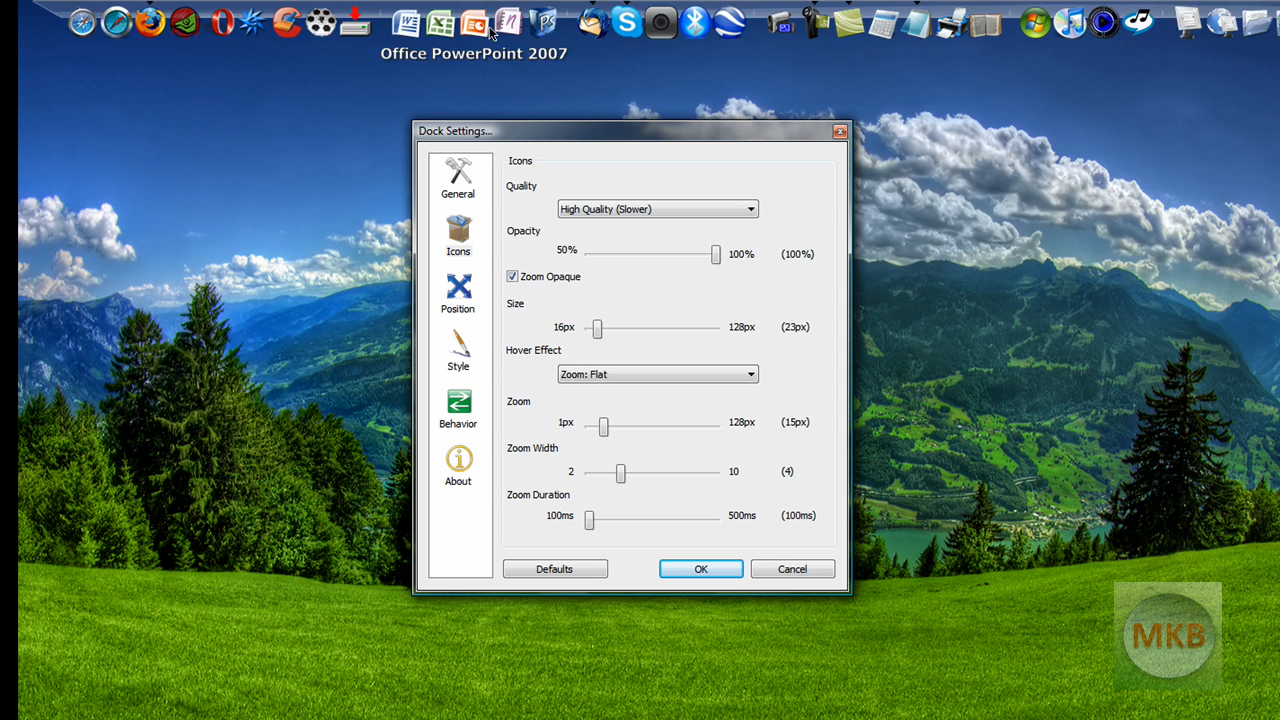 Office PowerPoint 2007
Dock Settings...
General
Icons
Position
Style
Behavior
About
Icons
Quality
High Quality (Slower)
Opacity
50% 100% (100%)
Zoom Opaque
Size
16px 128px (23px)
Hover Effect
Zoom: Flat
Zoom
1px 128px (15px)
Zoom Width
2 10 (4)
Zoom Duration
100ms 500ms (100ms)
Defaults OK Cancel
MKB